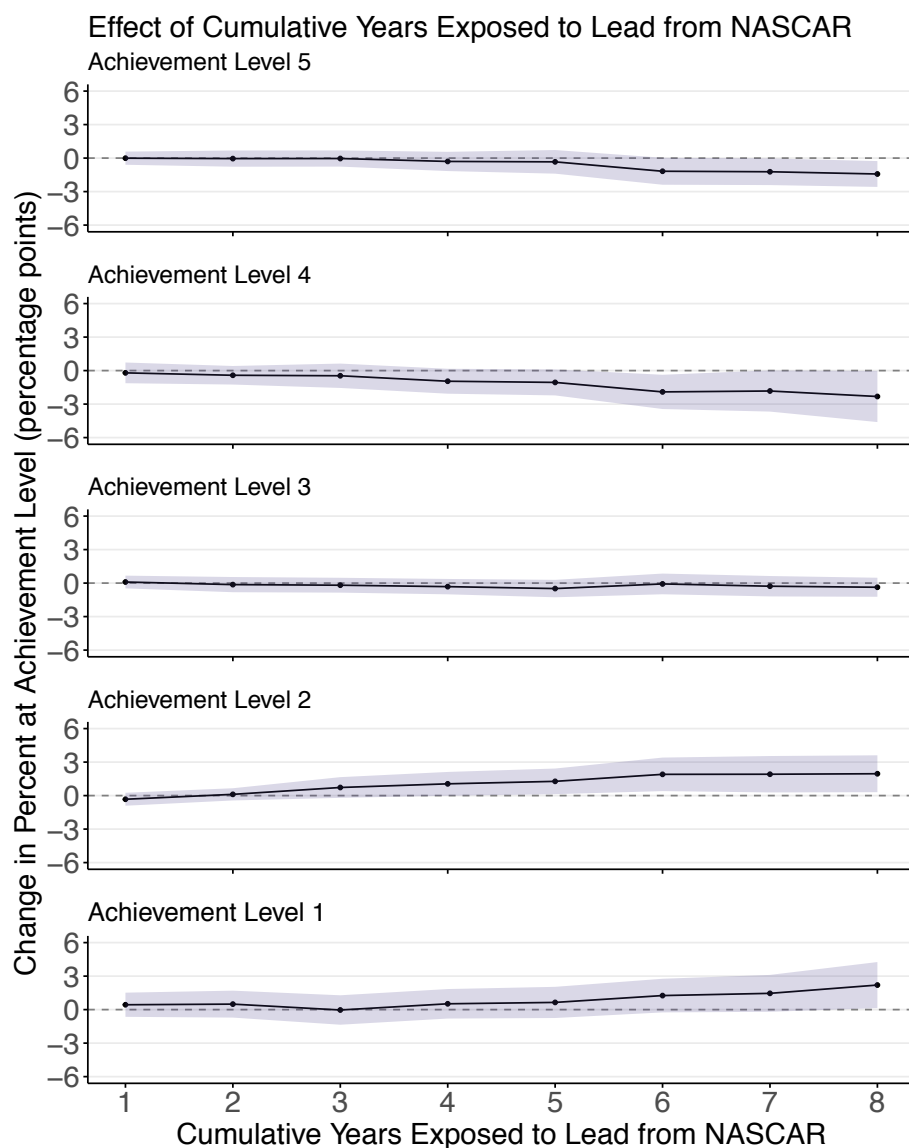 Effect of Cumulative Years Exposed to Lead from NASCAR
Change in Percent at Achievement Level (percentage points)
Achievement Level 5
6
3
0
−3
−6
Achievement Level 4
6
3
0
−3
−6
Achievement Level 3
6
3
0
−3
−6
Achievement Level 2
6
3
0
−3
−6
Achievement Level 1
6
3
0
−3
−6
1 2 3 4 5 6 7 8
Cumulative Years Exposed to Lead from NASCAR